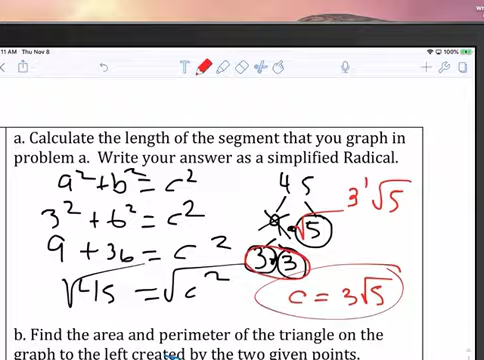 11 AM Thu Nov 8
100%
a. Calculate the length of the segment that you graph in
problem a. Write your answer as a simplified Radical.
a² + b² = c²
3² + 6² = c²
9 + 36 = c²
√45 = √c²
45
5
3 3
3¹√5
c = 3√5
b. Find the area and perimeter of the triangle on the
graph to the left created by the two given points.